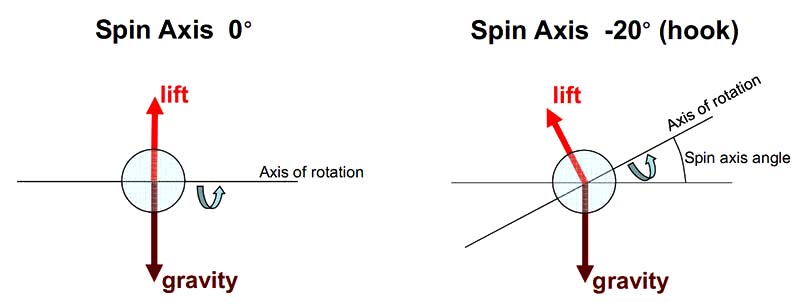 Spin Axis 0°
lift
Axis of rotation
gravity
Spin Axis -20° (hook)
lift
Axis of rotation
Spin axis angle
gravity